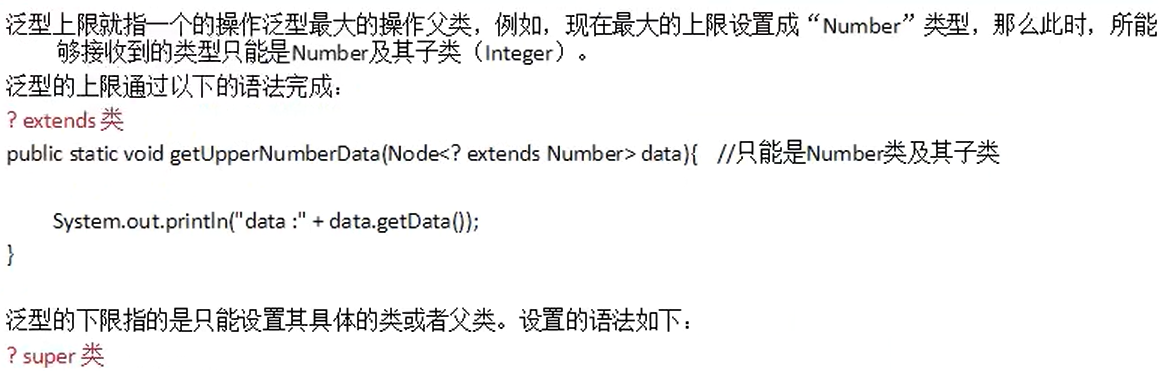 泛型上限就指一个的操作泛型最大的操作父类，例如，现在最大的上限设置成“Number”类型，那么此时，所能
够接收到的类型只能是Number及其子类（Integer）。
泛型的上限通过以下的语法完成：
? extends 类
public static void getUpperNumberData(Node<? extends Number> data){ //只能是Number类及其子类
System.out.println("data :" + data.getData());
}
泛型的下限指的是只能设置其具体的类或者父类。设置的语法如下：
? super 类